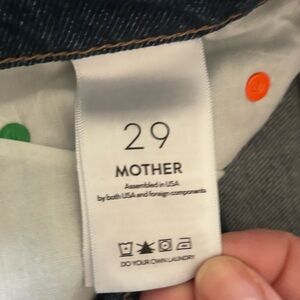 29
MOTHER
Assembled in USA
by both USA and foreign components
DO YOUR OWN LAUNDRY